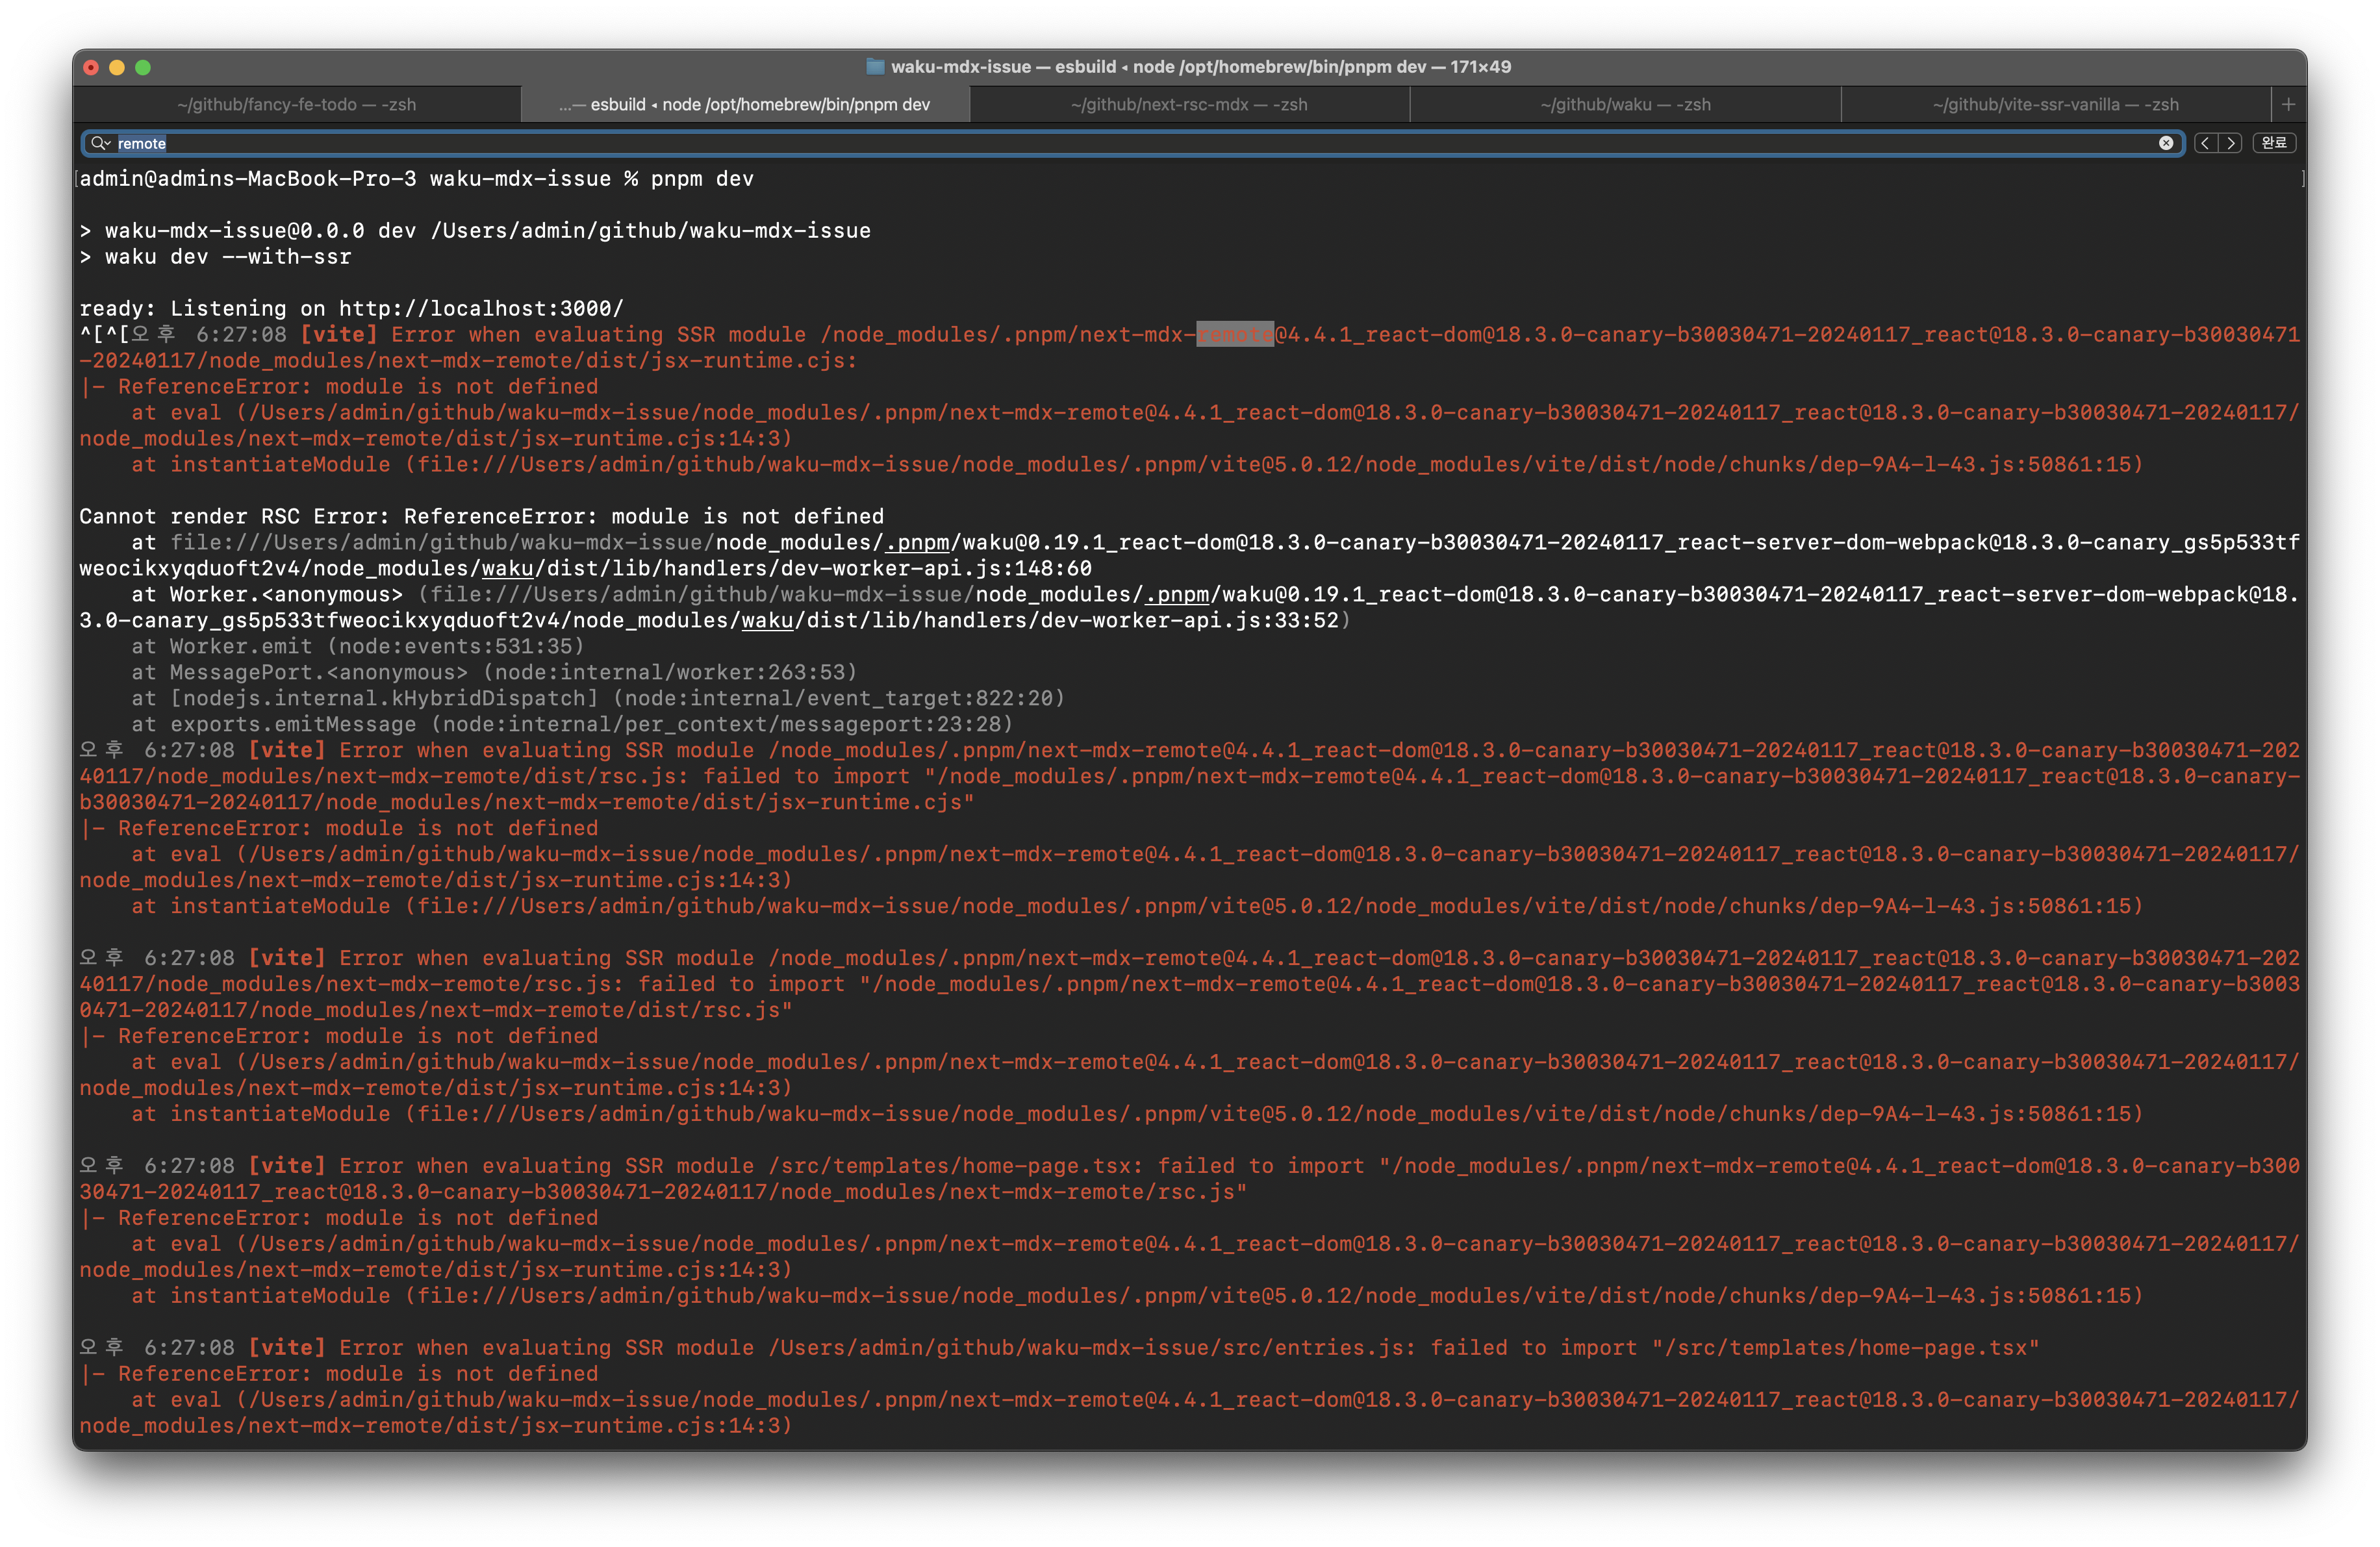 waku-mdx-issue — esbuild ◂ node /opt/homebrew/bin/pnpm dev — 171×49
~/github/fancy-fe-todo — -zsh
...— esbuild ◂ node /opt/homebrew/bin/pnpm dev
~/github/next-rsc-mdx — -zsh
~/github/waku — -zsh
~/github/vite-ssr-vanilla — -zsh
remote
완료
[admin@admins-MacBook-Pro-3 waku-mdx-issue % pnpm dev ]
> waku-mdx-issue@0.0.0 dev /Users/admin/github/waku-mdx-issue
> waku dev --with-ssr
ready: Listening on http://localhost:3000/
^[^[오후 6:27:08 [vite] Error when evaluating SSR module /node_modules/.pnpm/next-mdx-remote@4.4.1_react-dom@18.3.0-canary-b30030471-20240117_react@18.3.0-canary-b30030471
-20240117/node_modules/next-mdx-remote/dist/jsx-runtime.cjs:
|- ReferenceError: module is not defined
    at eval (/Users/admin/github/waku-mdx-issue/node_modules/.pnpm/next-mdx-remote@4.4.1_react-dom@18.3.0-canary-b30030471-20240117_react@18.3.0-canary-b30030471-20240117/
node_modules/next-mdx-remote/dist/jsx-runtime.cjs:14:3)
    at instantiateModule (file:///Users/admin/github/waku-mdx-issue/node_modules/.pnpm/vite@5.0.12/node_modules/vite/dist/node/chunks/dep-9A4-l-43.js:50861:15)
Cannot render RSC Error: ReferenceError: module is not defined
    at file:///Users/admin/github/waku-mdx-issue/node_modules/.pnpm/waku@0.19.1_react-dom@18.3.0-canary-b30030471-20240117_react-server-dom-webpack@18.3.0-canary_gs5p533tf
weocikxyqduoft2v4/node_modules/waku/dist/lib/handlers/dev-worker-api.js:148:60
    at Worker.<anonymous> (file:///Users/admin/github/waku-mdx-issue/node_modules/.pnpm/waku@0.19.1_react-dom@18.3.0-canary-b30030471-20240117_react-server-dom-webpack@18.
3.0-canary_gs5p533tfweocikxyqduoft2v4/node_modules/waku/dist/lib/handlers/dev-worker-api.js:33:52)
    at Worker.emit (node:events:531:35)
    at MessagePort.<anonymous> (node:internal/worker:263:53)
    at [nodejs.internal.kHybridDispatch] (node:internal/event_target:822:20)
    at exports.emitMessage (node:internal/per_context/messageport:23:28)
오후 6:27:08 [vite] Error when evaluating SSR module /node_modules/.pnpm/next-mdx-remote@4.4.1_react-dom@18.3.0-canary-b30030471-20240117_react@18.3.0-canary-b30030471-202
40117/node_modules/next-mdx-remote/dist/rsc.js: failed to import "/node_modules/.pnpm/next-mdx-remote@4.4.1_react-dom@18.3.0-canary-b30030471-20240117_react@18.3.0-canary-
b30030471-20240117/node_modules/next-mdx-remote/dist/jsx-runtime.cjs"
|- ReferenceError: module is not defined
    at eval (/Users/admin/github/waku-mdx-issue/node_modules/.pnpm/next-mdx-remote@4.4.1_react-dom@18.3.0-canary-b30030471-20240117_react@18.3.0-canary-b30030471-20240117/
node_modules/next-mdx-remote/dist/jsx-runtime.cjs:14:3)
    at instantiateModule (file:///Users/admin/github/waku-mdx-issue/node_modules/.pnpm/vite@5.0.12/node_modules/vite/dist/node/chunks/dep-9A4-l-43.js:50861:15)
오후 6:27:08 [vite] Error when evaluating SSR module /node_modules/.pnpm/next-mdx-remote@4.4.1_react-dom@18.3.0-canary-b30030471-20240117_react@18.3.0-canary-b30030471-202
40117/node_modules/next-mdx-remote/rsc.js: failed to import "/node_modules/.pnpm/next-mdx-remote@4.4.1_react-dom@18.3.0-canary-b30030471-20240117_react@18.3.0-canary-b3003
0471-20240117/node_modules/next-mdx-remote/dist/rsc.js"
|- ReferenceError: module is not defined
    at eval (/Users/admin/github/waku-mdx-issue/node_modules/.pnpm/next-mdx-remote@4.4.1_react-dom@18.3.0-canary-b30030471-20240117_react@18.3.0-canary-b30030471-20240117/
node_modules/next-mdx-remote/dist/jsx-runtime.cjs:14:3)
    at instantiateModule (file:///Users/admin/github/waku-mdx-issue/node_modules/.pnpm/vite@5.0.12/node_modules/vite/dist/node/chunks/dep-9A4-l-43.js:50861:15)
오후 6:27:08 [vite] Error when evaluating SSR module /src/templates/home-page.tsx: failed to import "/node_modules/.pnpm/next-mdx-remote@4.4.1_react-dom@18.3.0-canary-b300
30471-20240117_react@18.3.0-canary-b30030471-20240117/node_modules/next-mdx-remote/rsc.js"
|- ReferenceError: module is not defined
    at eval (/Users/admin/github/waku-mdx-issue/node_modules/.pnpm/next-mdx-remote@4.4.1_react-dom@18.3.0-canary-b30030471-20240117_react@18.3.0-canary-b30030471-20240117/
node_modules/next-mdx-remote/dist/jsx-runtime.cjs:14:3)
    at instantiateModule (file:///Users/admin/github/waku-mdx-issue/node_modules/.pnpm/vite@5.0.12/node_modules/vite/dist/node/chunks/dep-9A4-l-43.js:50861:15)
오후 6:27:08 [vite] Error when evaluating SSR module /Users/admin/github/waku-mdx-issue/src/entries.js: failed to import "/src/templates/home-page.tsx"
|- ReferenceError: module is not defined
    at eval (/Users/admin/github/waku-mdx-issue/node_modules/.pnpm/next-mdx-remote@4.4.1_react-dom@18.3.0-canary-b30030471-20240117_react@18.3.0-canary-b30030471-20240117/
node_modules/next-mdx-remote/dist/jsx-runtime.cjs:14:3)